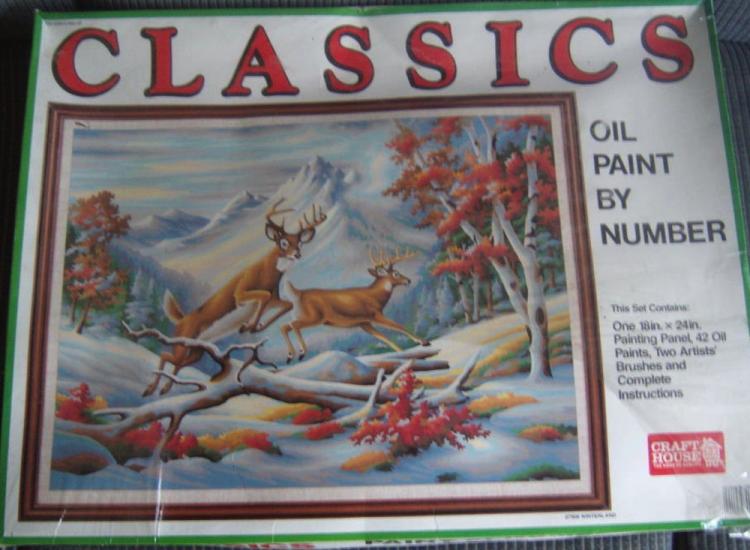 CLASSICS
OIL
PAINT
BY
NUMBER
This Set Contains:
One 18in. x 24in.
Painting Panel, 42 Oil
Paints, Two Artists'
Brushes and
Complete
Instructions
CRAFT
HOUSE
WINTERLAND